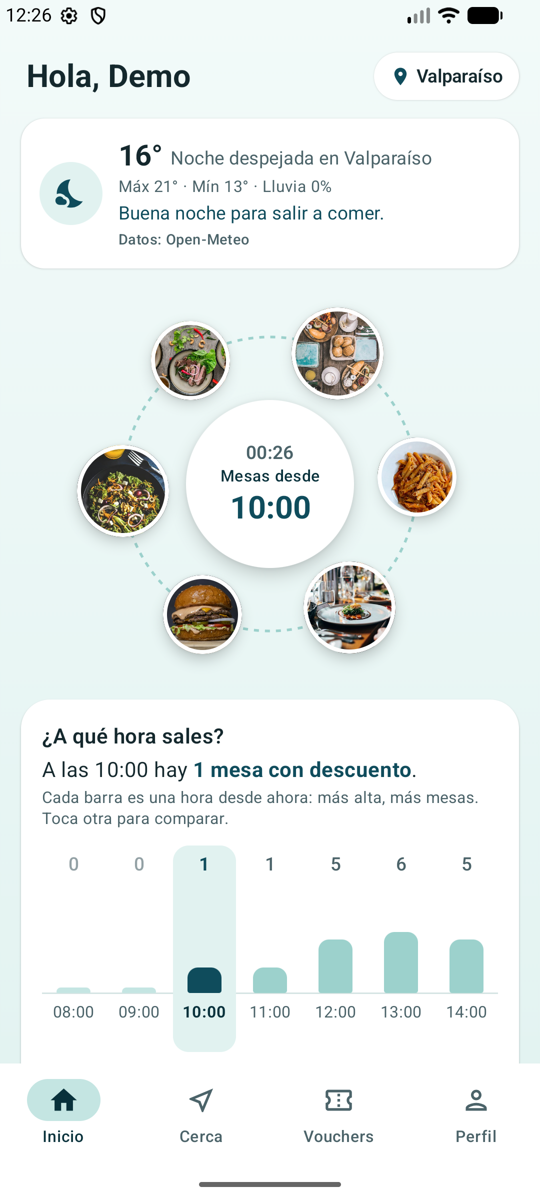 12:26
Hola, Demo
Valparaíso
16° Noche despejada en Valparaíso
Máx 21° · Mín 13° · Lluvia 0%
Buena noche para salir a comer.
Datos: Open-Meteo
00:26
Mesas desde
10:00
¿A qué hora sales?
A las 10:00 hay 1 mesa con descuento.
Cada barra es una hora desde ahora: más alta, más mesas.
Toca otra para comparar.
0 0 1 1 5 6 5
08:00 09:00 10:00 11:00 12:00 13:00 14:00
Inicio Cerca Vouchers Perfil